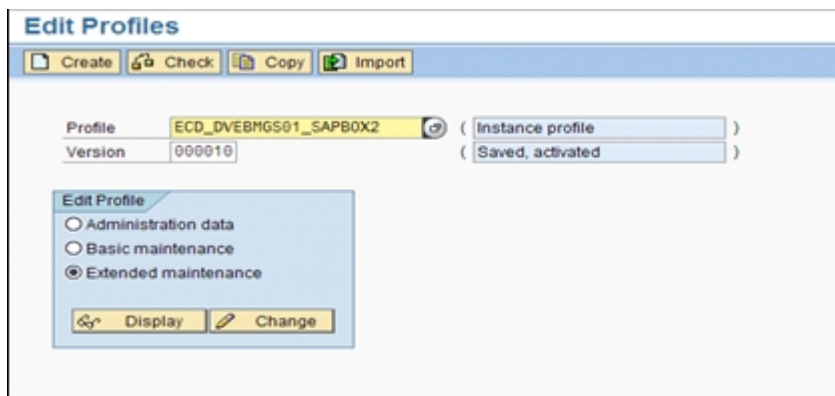 Edit Profiles
Create Check Copy Import
Profile ECD_DVEBMGS01_SAPBOX2 ( Instance profile )
Version 000010 ( Saved, activated )
Edit Profile
Administration data
Basic maintenance
Extended maintenance
Display Change